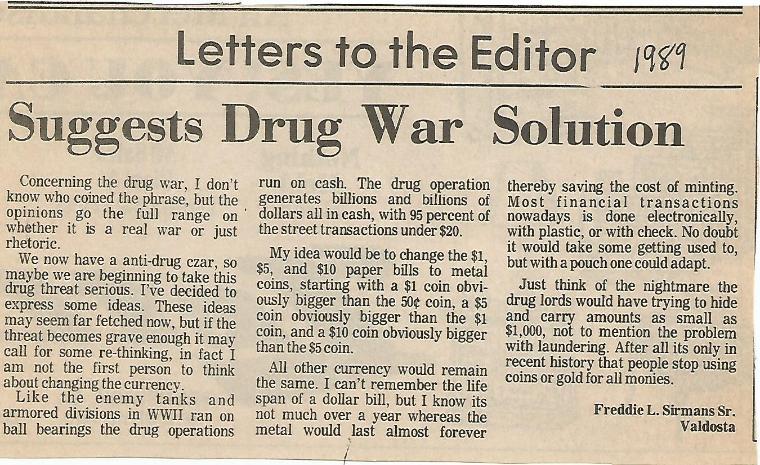 Letters to the Editor 1989
Suggests Drug War Solution
Concerning the drug war, I don't
know who coined the phrase, but the
opinions go the full range on
whether it is a real war or just
rhetoric.
We now have a anti-drug czar, so
maybe we are beginning to take this
drug threat serious. I've decided to
express some ideas. These ideas
may seem far fetched now, but if the
threat becomes grave enough it may
call for some re-thinking, in fact I
am not the first person to think
about changing the currency.
Like the enemy tanks and
armored divisions in WWII ran on
ball bearings the drug operations
run on cash. The drug operation
generates billions and billions of
dollars all in cash, with 95 percent of
the street transactions under $20.
My idea would be to change the $1,
$5, and $10 paper bills to metal
coins, starting with a $1 coin obvi-
ously bigger than the 50¢ coin, a $5
coin obviously bigger than the $1
coin, and a $10 coin obviously bigger
than the $5 coin.
All other currency would remain
the same. I can't remember the life
span of a dollar bill, but I know its
not much over a year whereas the
metal would last almost forever
thereby saving the cost of minting.
Most financial transactions
nowadays is done electronically,
with plastic, or with check. No doubt
it would take some getting used to,
but with a pouch one could adapt.
Just think of the nightmare the
drug lords would have trying to hide
and carry amounts as small as
$1,000, not to mention the problem
with laundering. After all its only in
recent history that people stop using
coins or gold for all monies.
Freddie L. Sirmans Sr.
Valdosta